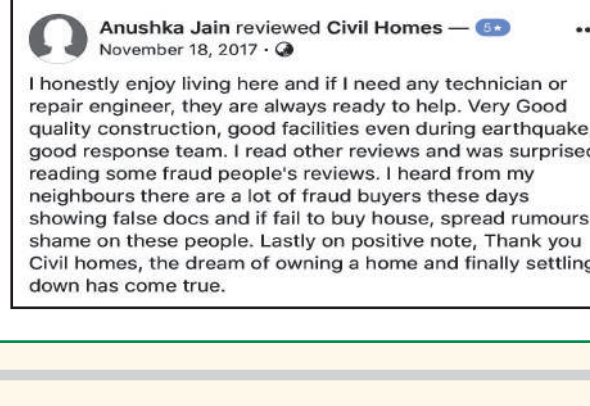 Anushka Jain reviewed Civil Homes — 5★
November 18, 2017 ·
I honestly enjoy living here and if I need any technician or
repair engineer, they are always ready to help. Very Good
quality construction, good facilities even during earthquake
good response team. I read other reviews and was surprised
reading some fraud people's reviews. I heard from my
neighbours there are a lot of fraud buyers these days
showing false docs and if fail to buy house, spread rumours
shame on these people. Lastly on positive note, Thank you
Civil homes, the dream of owning a home and finally settling
down has come true.